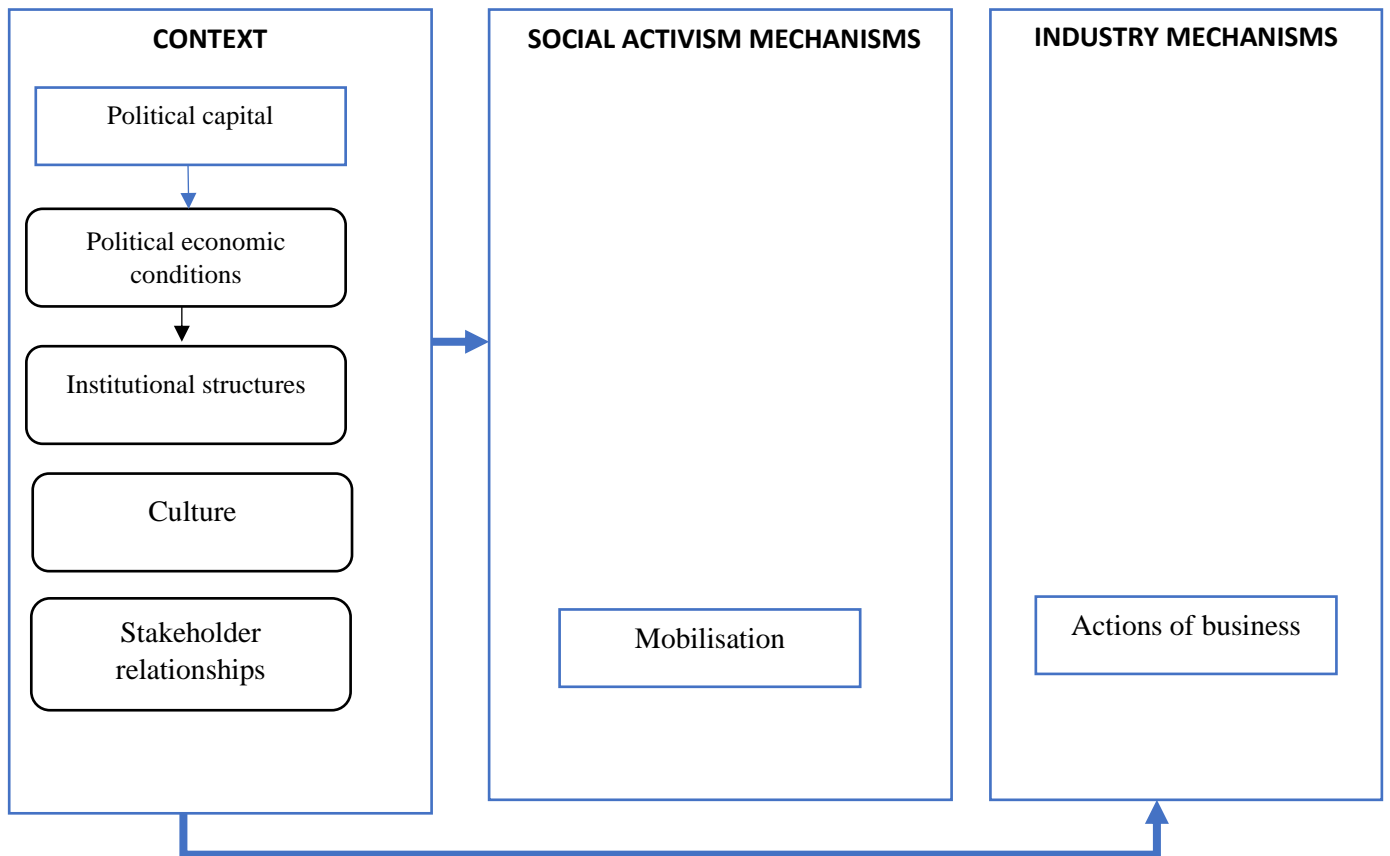 CONTEXT
Political capital
Political economic
conditions
Institutional structures
Culture
Stakeholder
relationships
SOCIAL ACTIVISM MECHANISMS
Mobilisation
INDUSTRY MECHANISMS
Actions of business